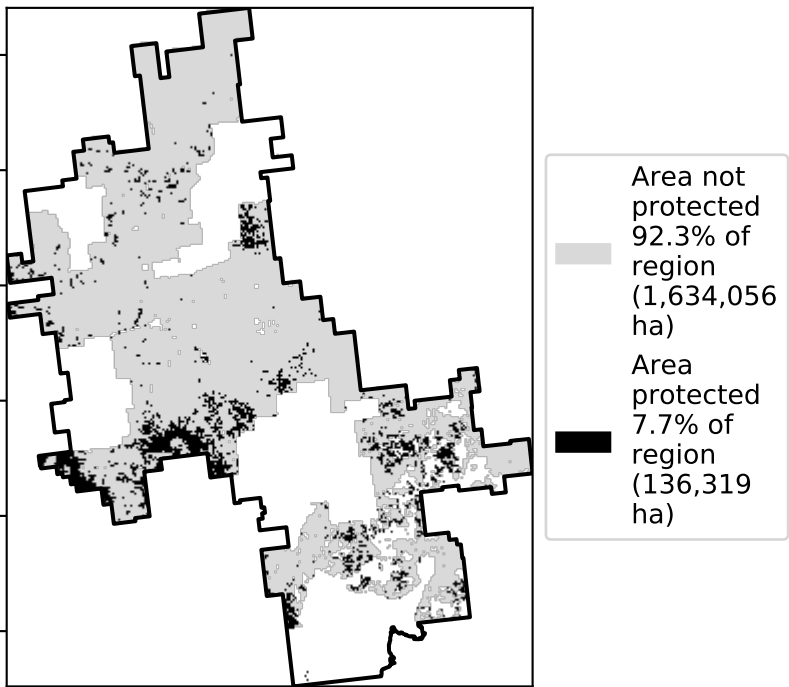 Area not
protected
92.3% of
region
(1,634,056
ha)
Area
protected
7.7% of
region
(136,319
ha)